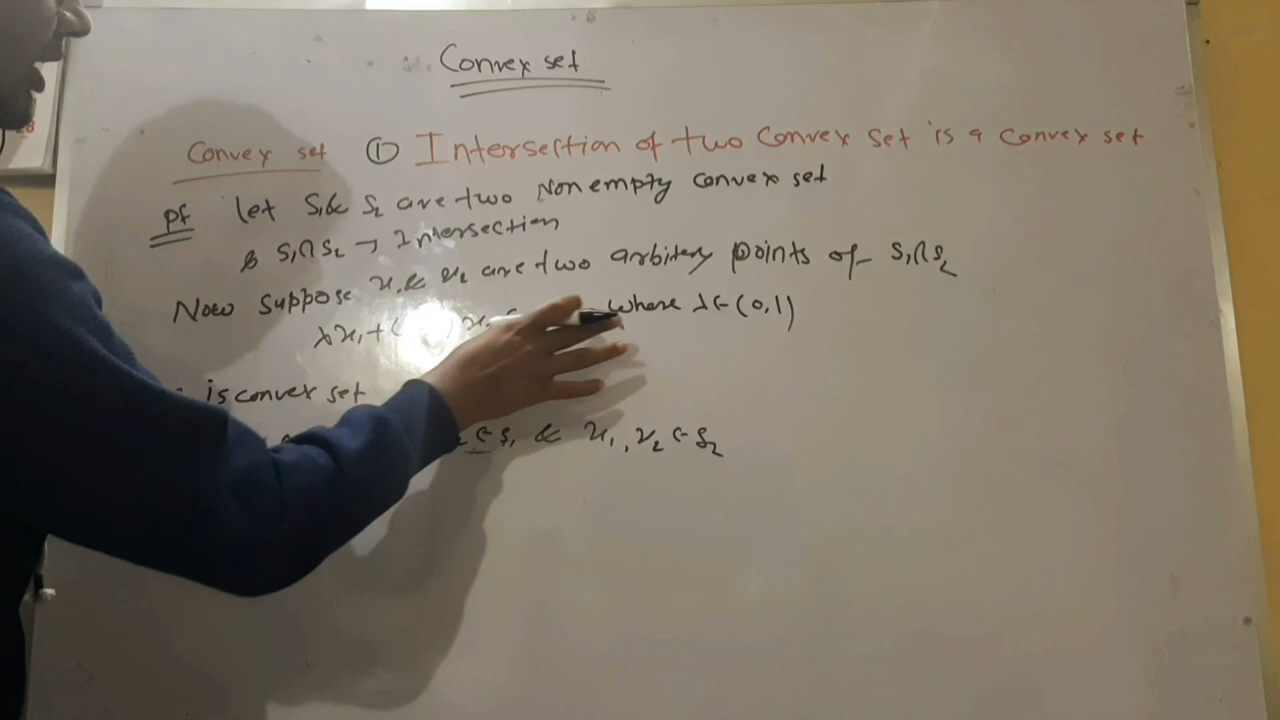 Convex set
Convex set ① Intersection of two Convex set is a Convex set
Pf let S₁& S₂ are two Nonempty convex set
& S₁∩S₂ → Intersection
Now suppose x₁& x₂ are two arbitery points of S₁∩S₂
λx₁+( x₂ where λ∈(0,1)
is convex set
∈ S₁ & x₁,x₂ ∈ S₂